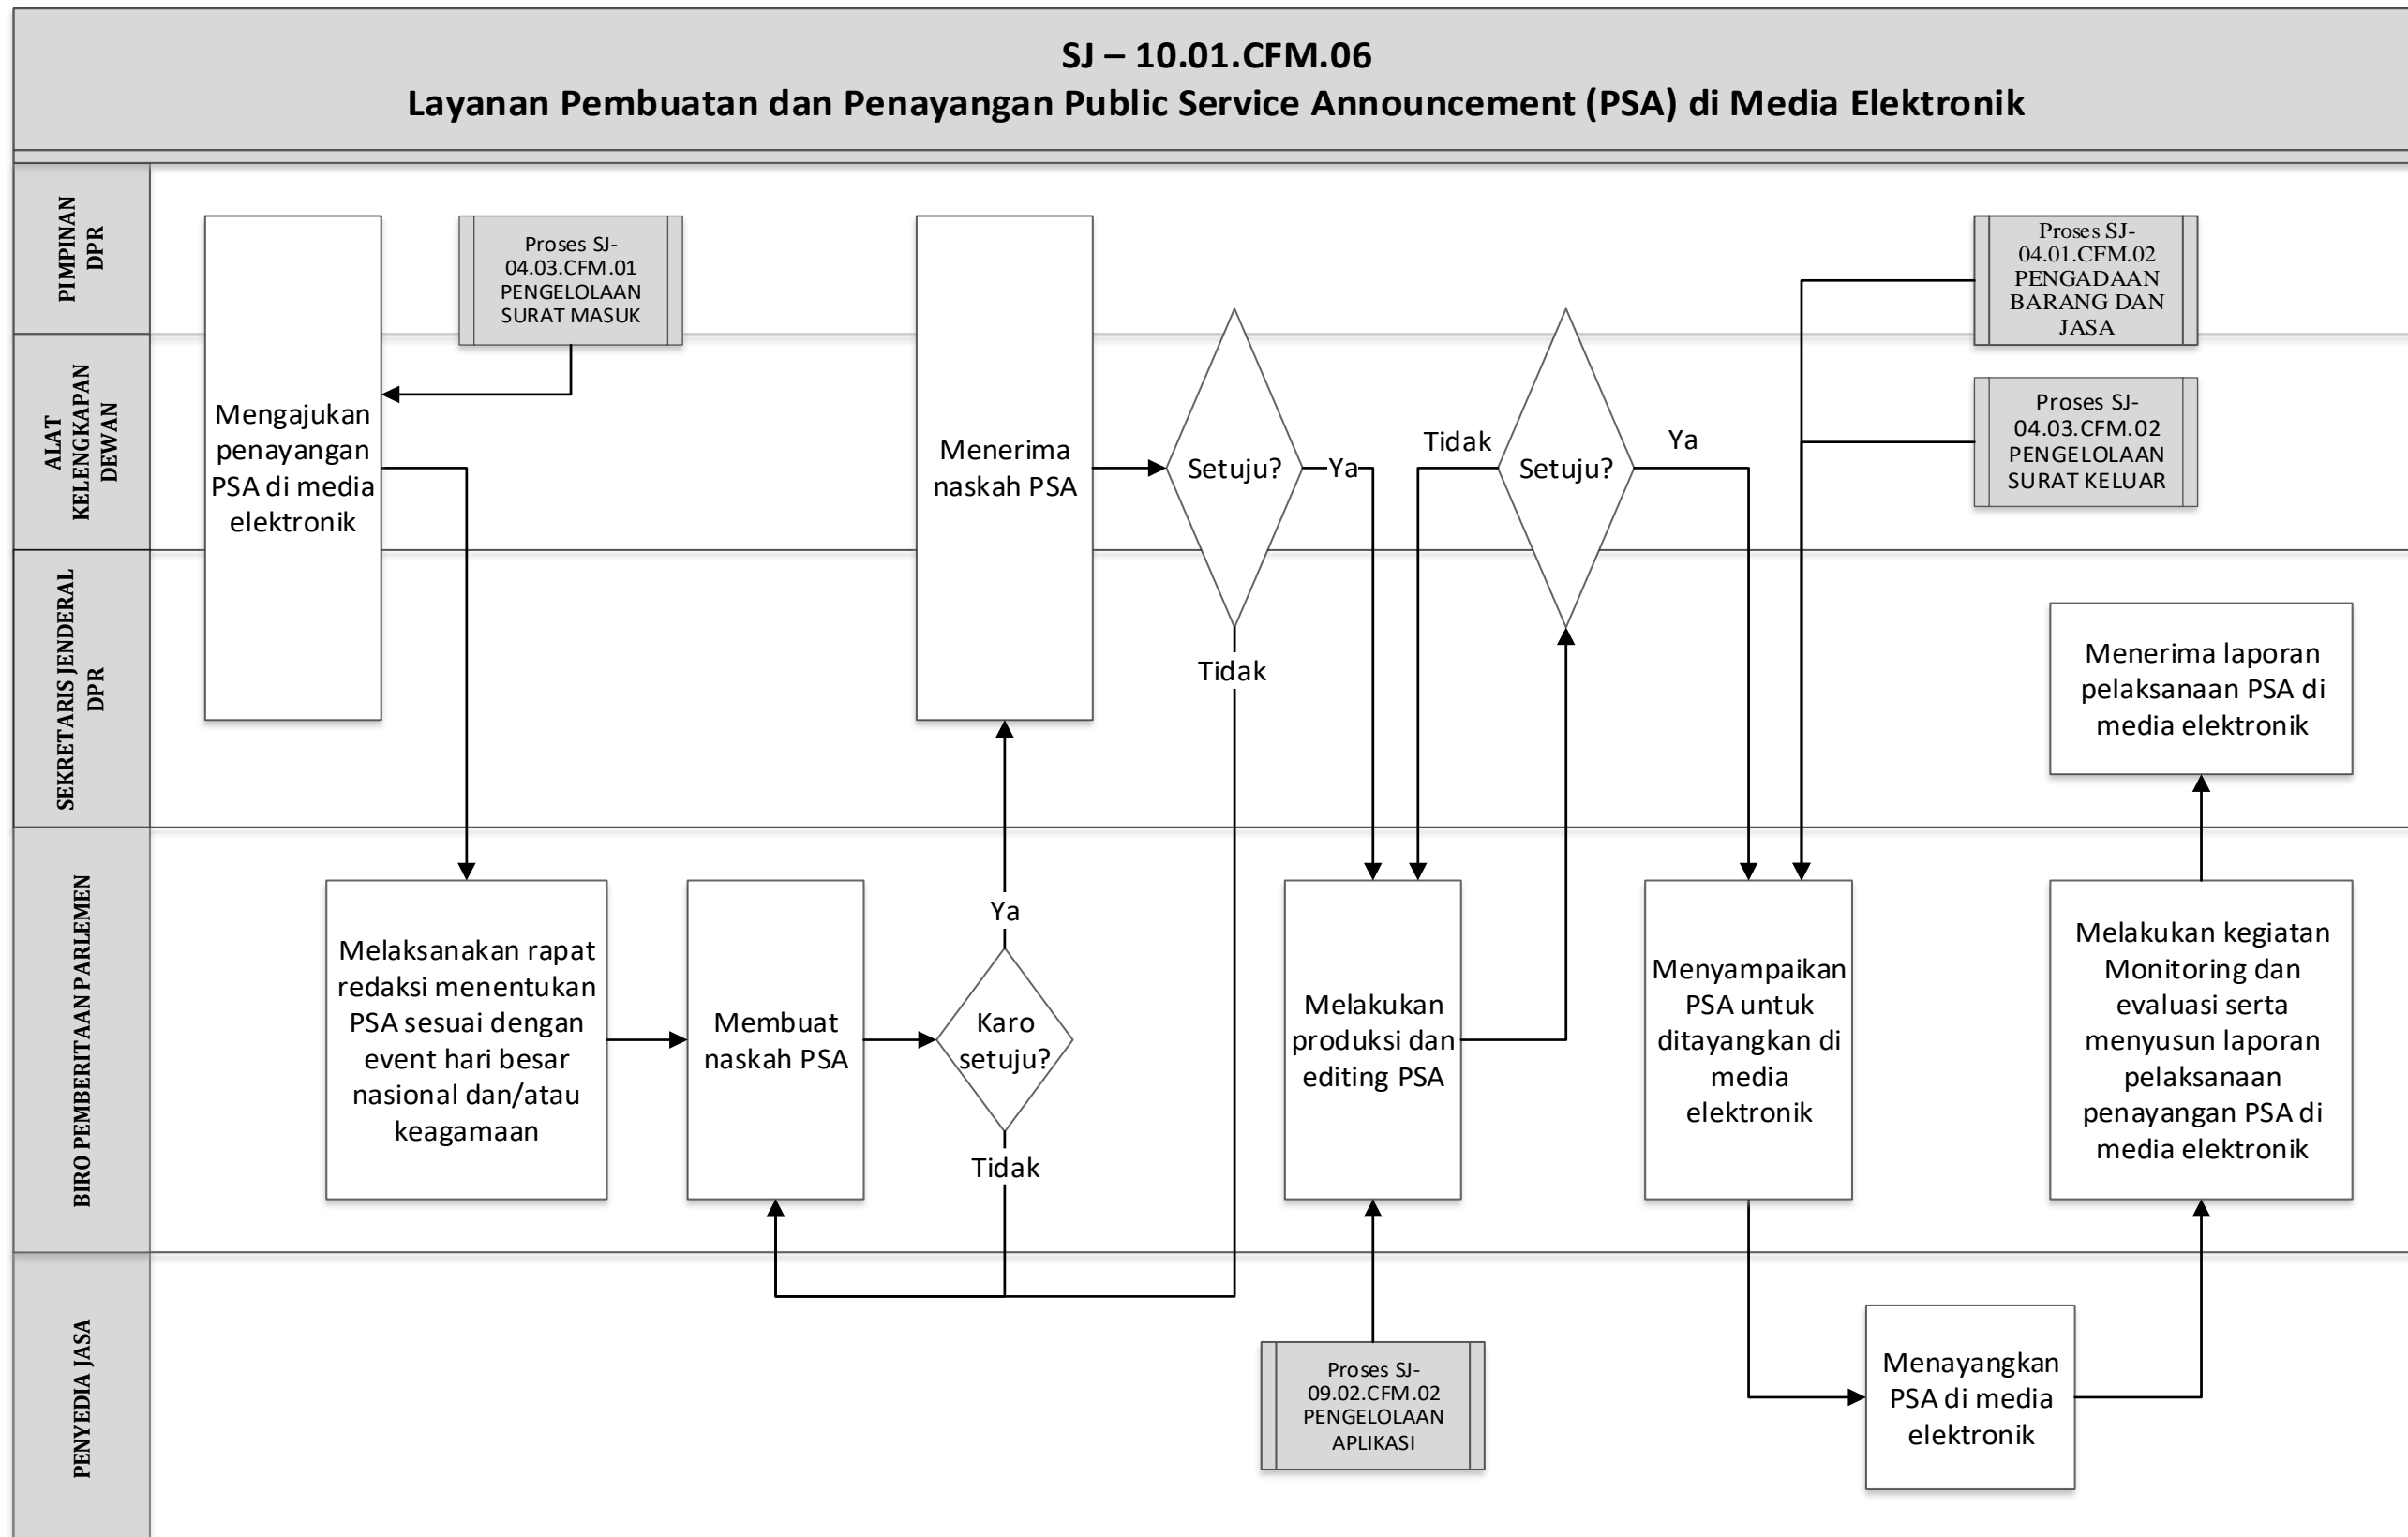 SJ – 10.01.CFM.06
Layanan Pembuatan dan Penayangan Public Service Announcement (PSA) di Media Elektronik
PIMPINAN
DPR
ALAT
KELENGKAPAN
DEWAN
SEKRETARIS JENDERAL
DPR
BIRO PEMBERITAAN PARLEMEN
PENYEDIA JASA
Mengajukan
penayangan
PSA di media
elektronik
Proses SJ-
04.03.CFM.01
PENGELOLAAN
SURAT MASUK
Melaksanakan rapat
redaksi menentukan
PSA sesuai dengan
event hari besar
nasional dan/atau
keagamaan
Membuat
naskah PSA
Karo
setuju?
Ya
Tidak
Menerima
naskah PSA
Setuju?
Ya
Tidak
Melakukan
produksi dan
editing PSA
Proses SJ-
09.02.CFM.02
PENGELOLAAN
APLIKASI
Setuju?
Tidak
Ya
Proses SJ-
04.01.CFM.02
PENGADAAN
BARANG DAN
JASA
Proses SJ-
04.03.CFM.02
PENGELOLAAN
SURAT KELUAR
Menyampaikan
PSA untuk
ditayangkan di
media
elektronik
Menayangkan
PSA di media
elektronik
Melakukan kegiatan
Monitoring dan
evaluasi serta
menyusun laporan
pelaksanaan
penayangan PSA di
media elektronik
Menerima laporan
pelaksanaan PSA di
media elektronik